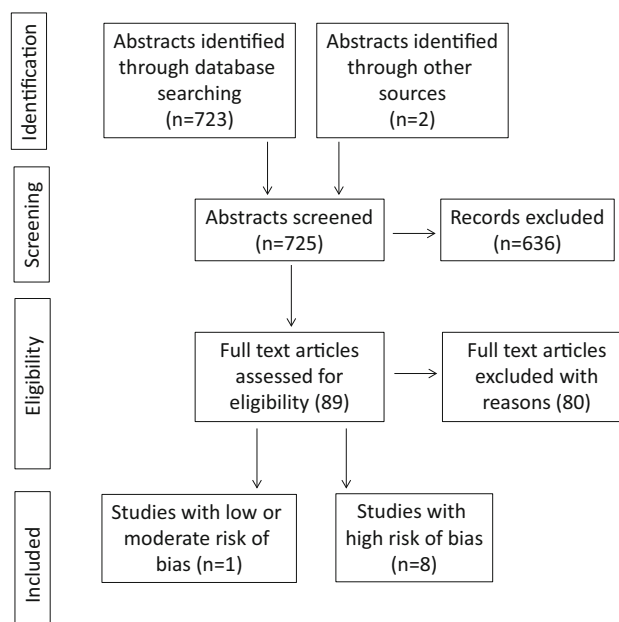 Identification
Abstracts identified
through database
searching
(n=723)
Abstracts identified
through other
sources
(n=2)
Screening
Abstracts screened
(n=725)
Records excluded
(n=636)
Eligibility
Full text articles
assessed for
eligibility (89)
Full text articles
excluded with
reasons (80)
Included
Studies with low or
moderate risk of
bias (n=1)
Studies with
high risk of bias
(n=8)